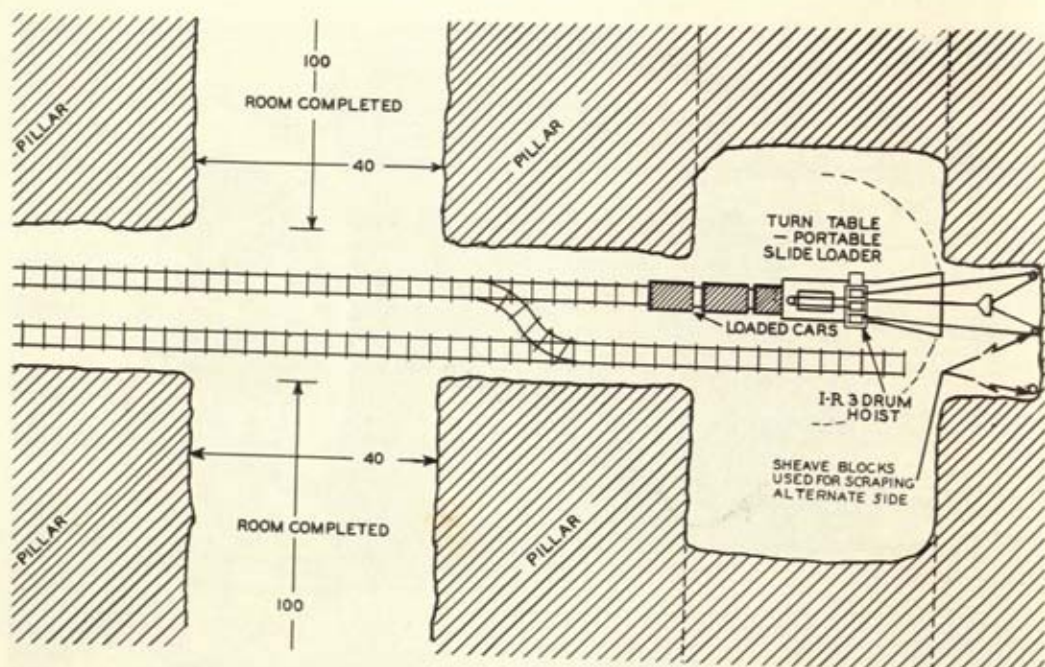 100
ROOM COMPLETED
40
PILLAR
PILLAR
TURN TABLE
— PORTABLE
SLIDE LOADER
LOADED CARS
I-R 3 DRUM
HOIST
SHEAVE BLOCKS
USED FOR SCRAPING
ALTERNATE SIDE
40
ROOM COMPLETED
100
PILLAR
PILLAR